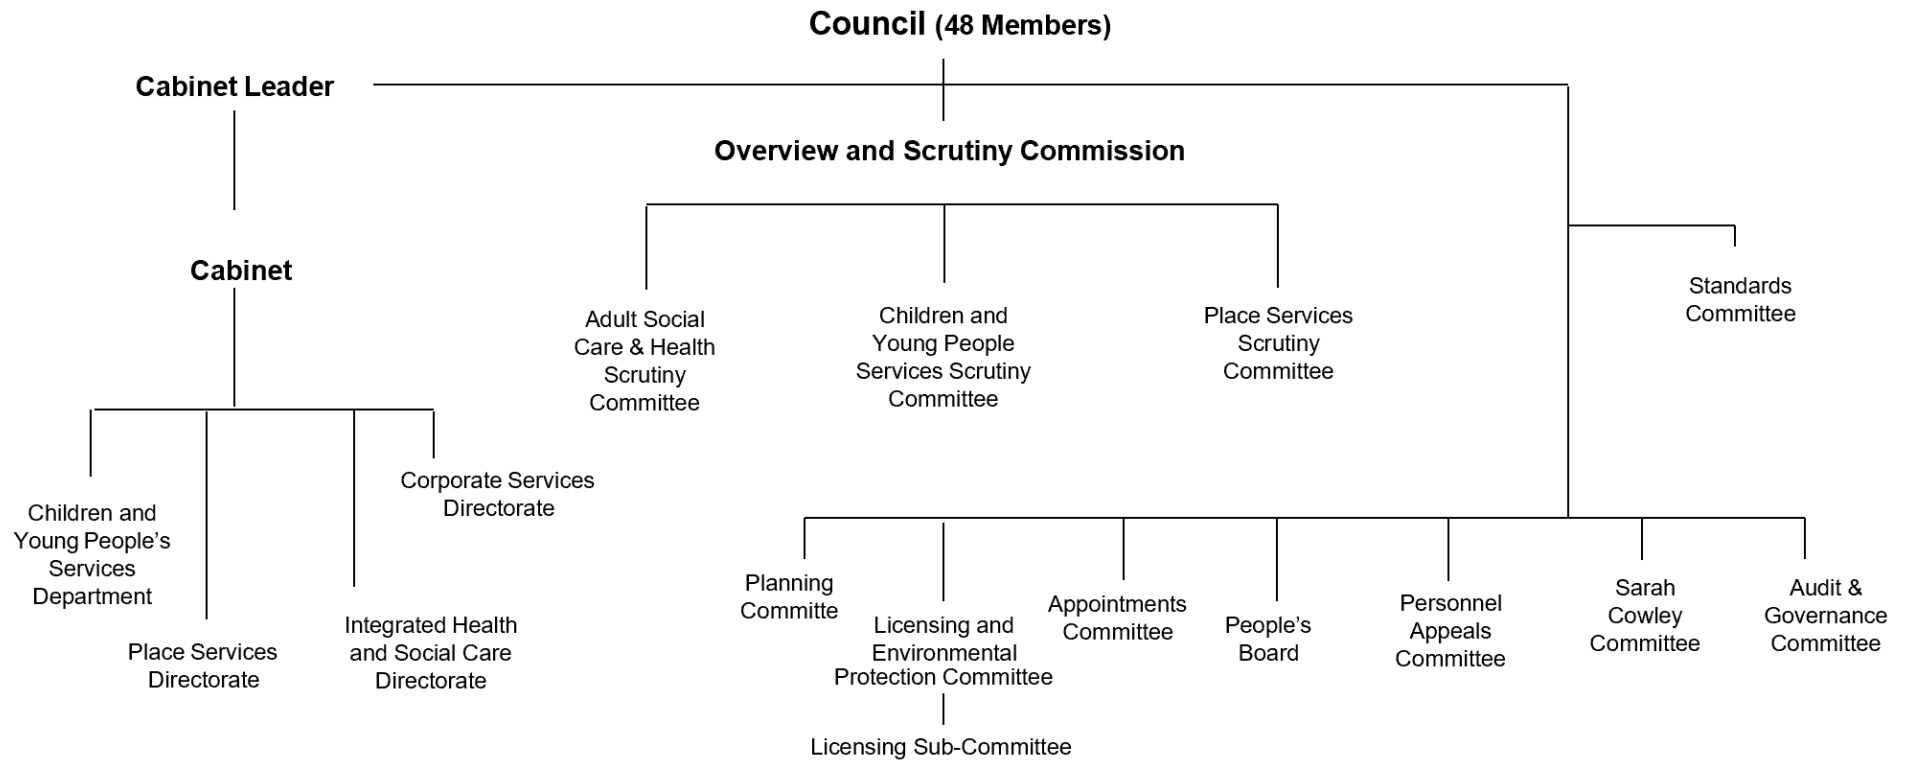 Council (48 Members)
Cabinet Leader
Overview and Scrutiny Commission
Cabinet
Adult Social
Care & Health
Scrutiny
Committee
Children and
Young People
Services Scrutiny
Committee
Place Services
Scrutiny
Committee
Standards
Committee
Children and
Young People’s
Services
Department
Place Services
Directorate
Integrated Health
and Social Care
Directorate
Corporate Services
Directorate
Planning
Committe
Licensing and
Environmental
Protection Committee
Licensing Sub-Committee
Appointments
Committee
People’s
Board
Personnel
Appeals
Committee
Sarah
Cowley
Committee
Audit &
Governance
Committee